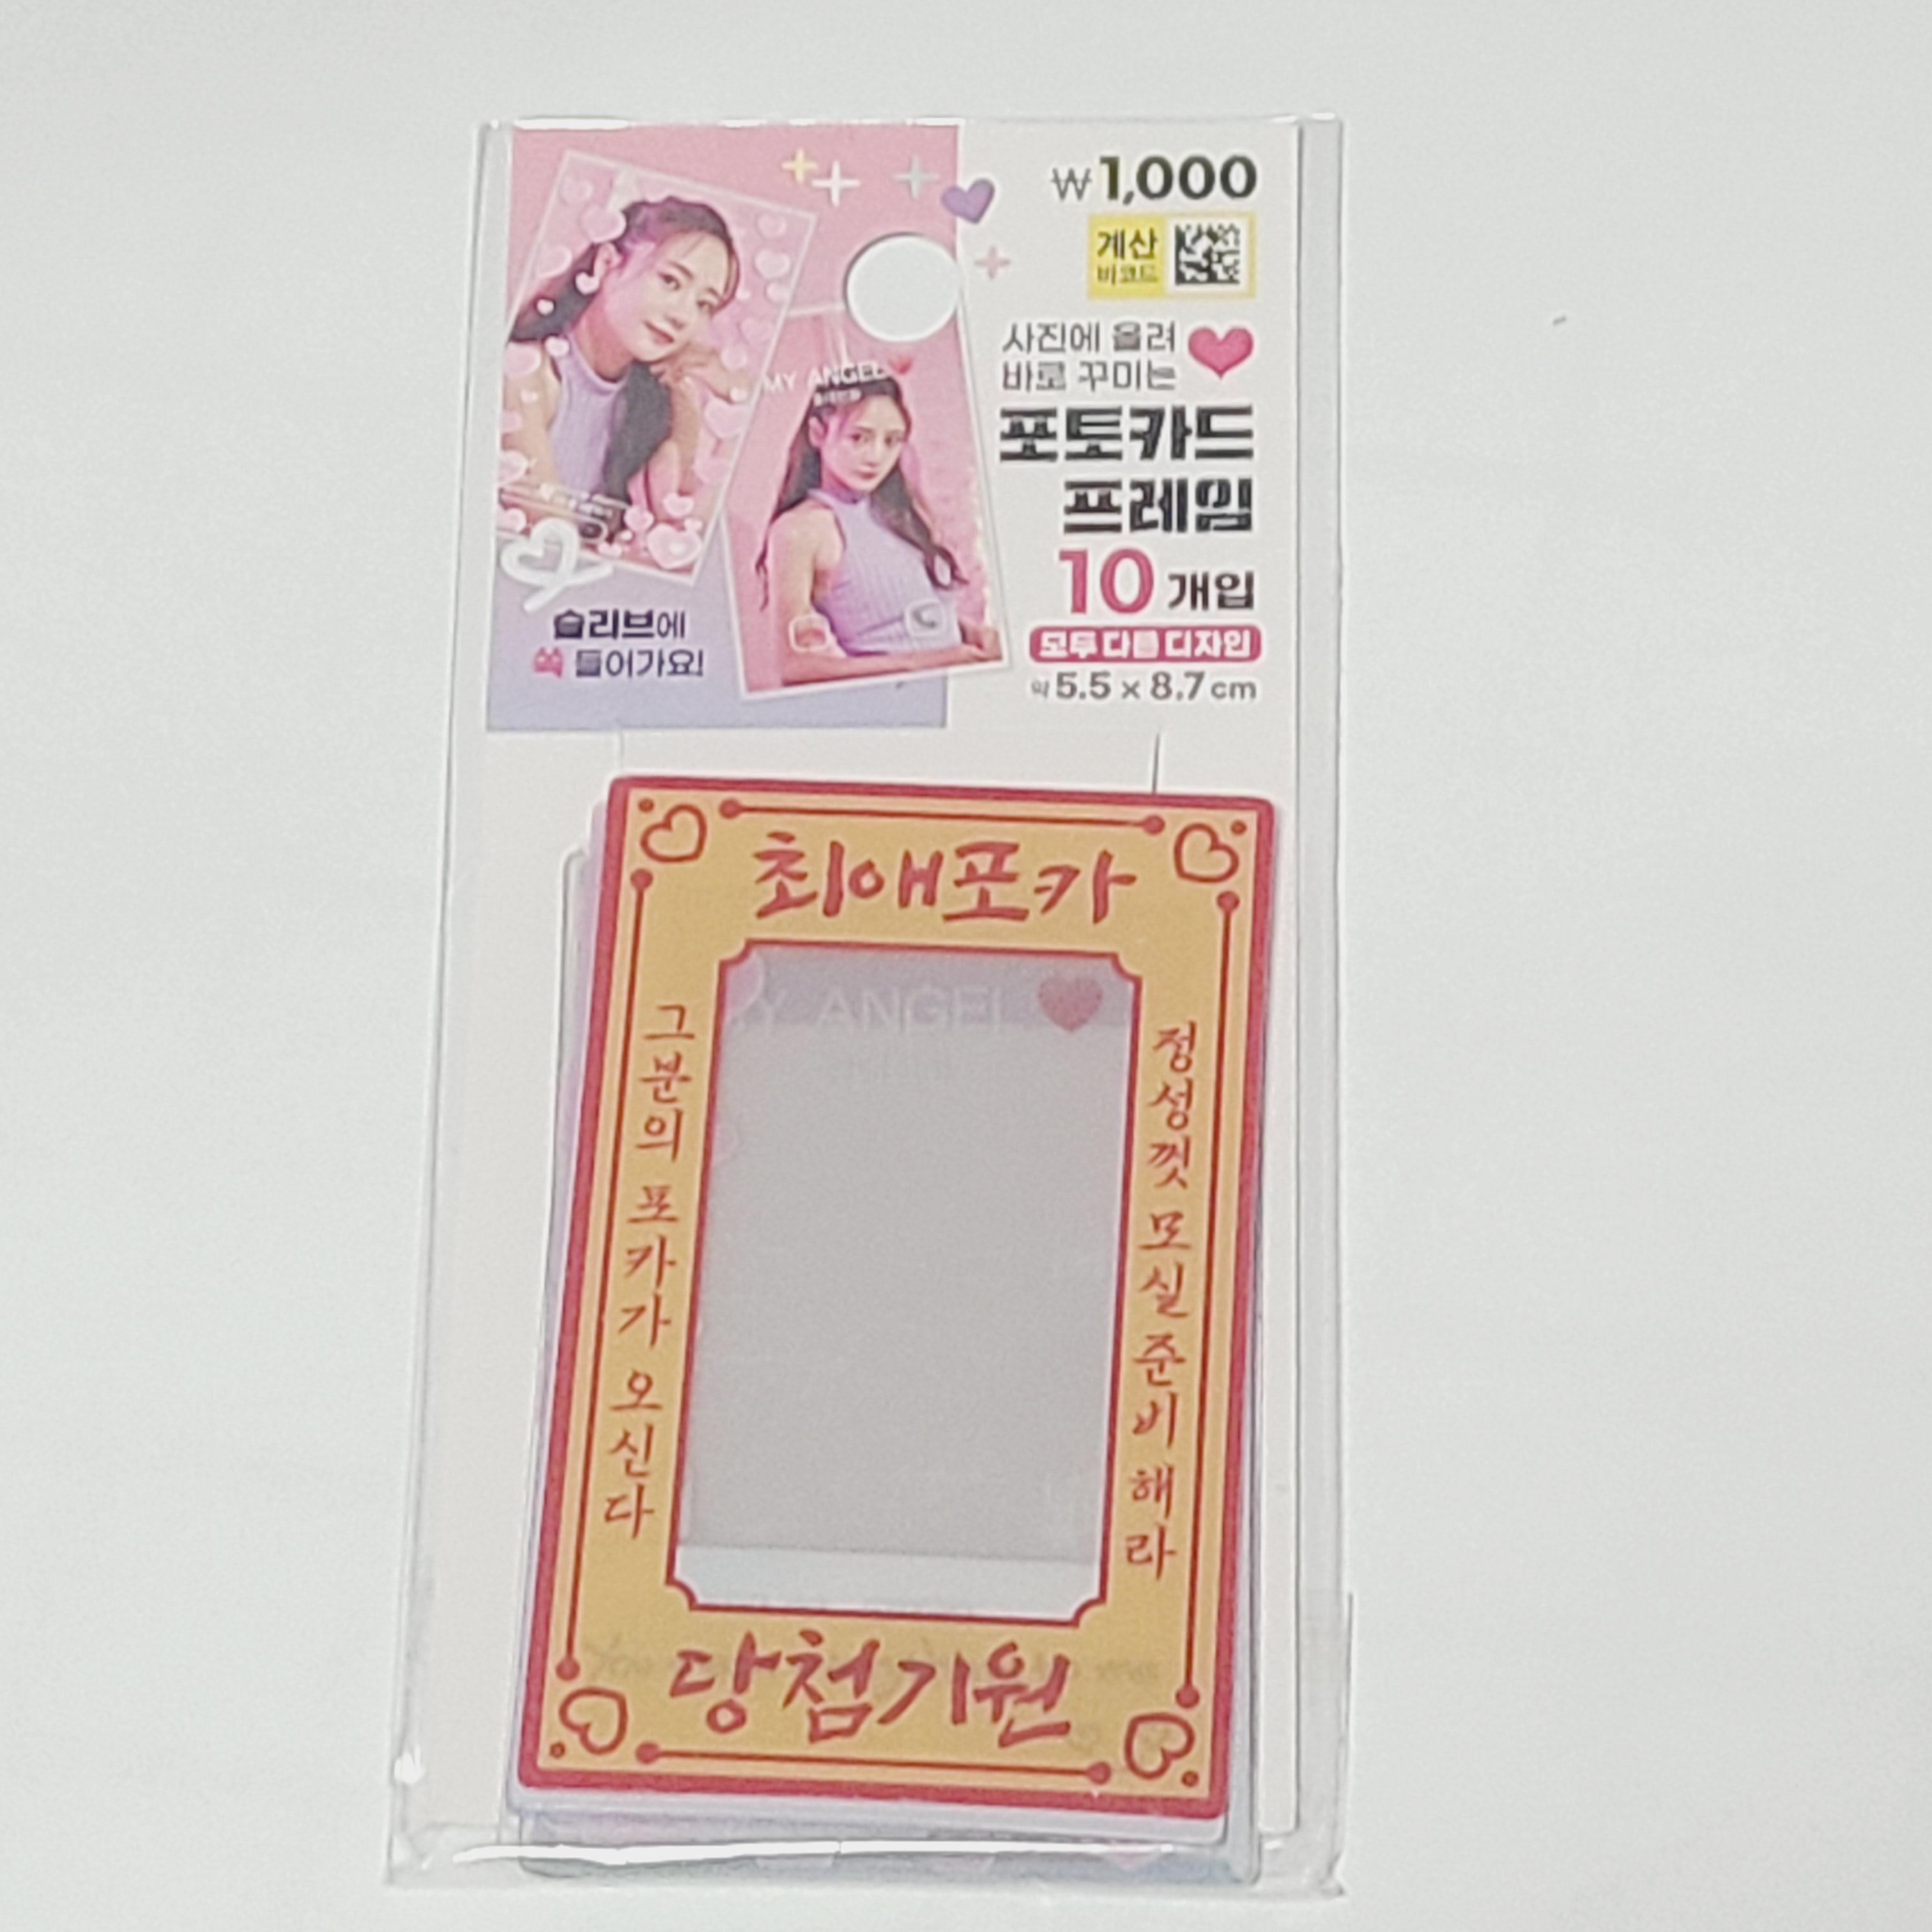 ₩1,000
계산
바코드
사진에 올려
바로 꾸미는
포토카드
프레임
10 개입
모두 다른 디자인
약 5.5 x 8.7 cm
MY ANGEL
슬리브에
쏙 들어가요!
최애포카
그분의 포카가 오신다
정성껏 모실 준비 해라
MY ANGEL
당첨기원